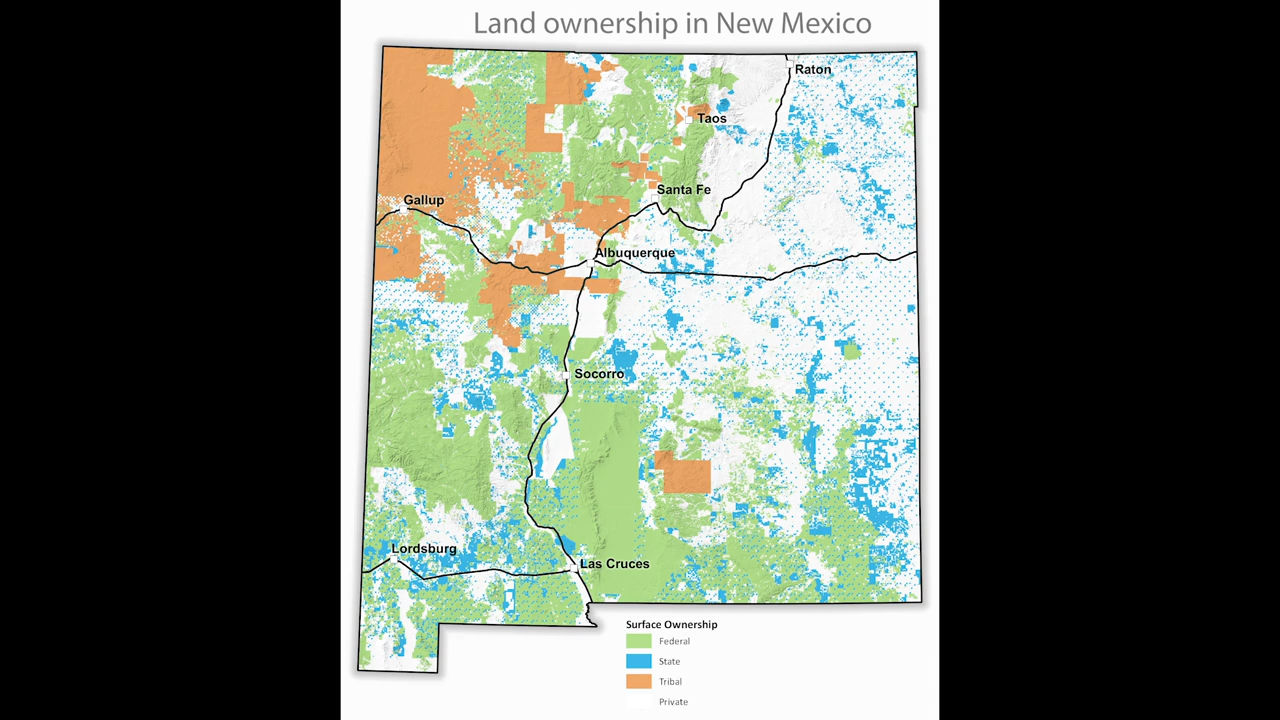 Land ownership in New Mexico
Raton
Taos
Santa Fe
Gallup
Albuquerque
Socorro
Lordsburg
Las Cruces
Surface Ownership
Federal
State
Tribal
Private